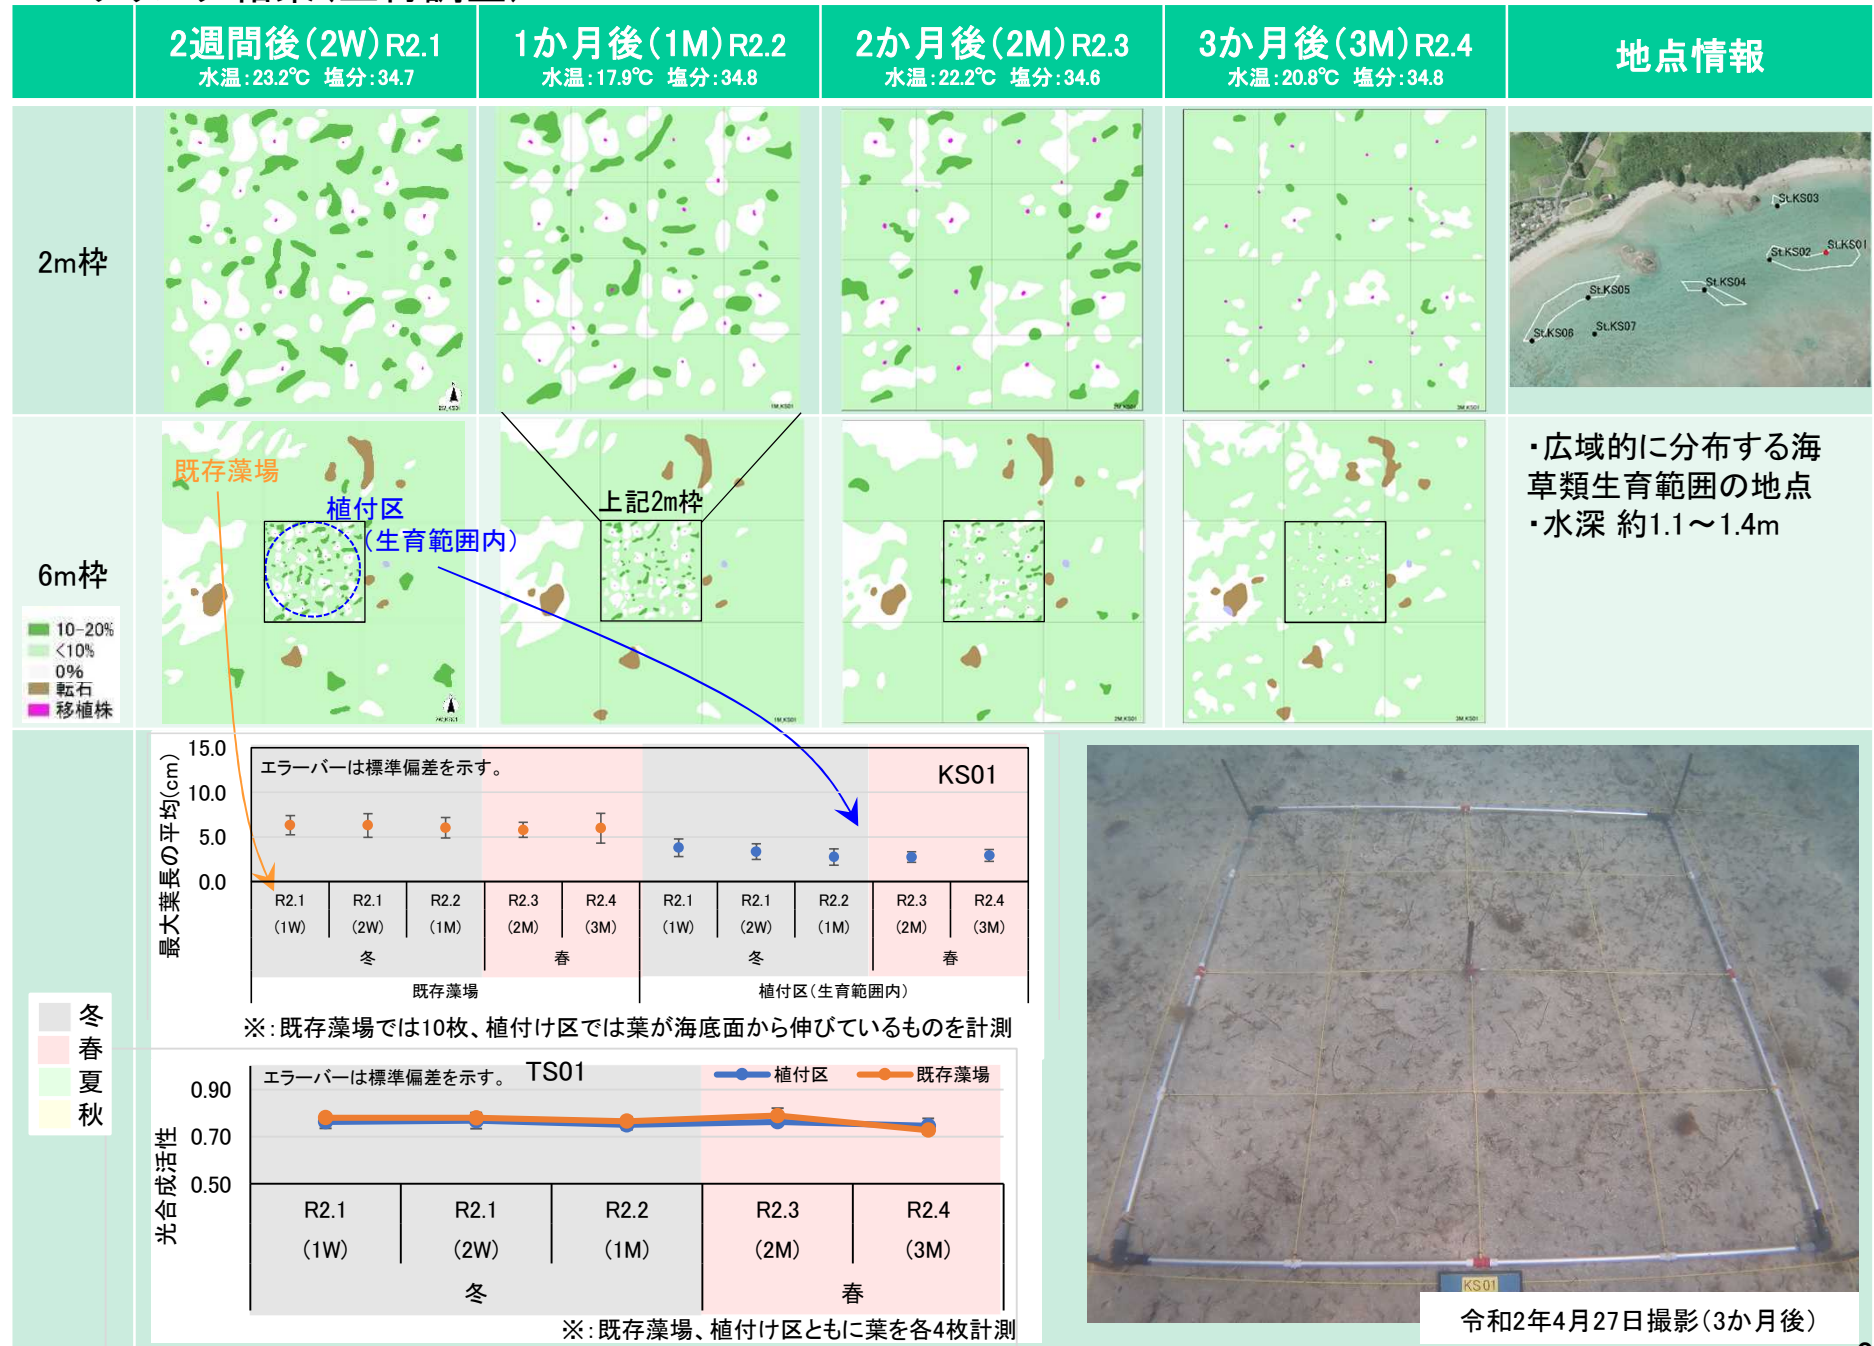 2週間後(2W)R2.1
水温:23.2℃ 塩分:34.7
1か月後(1M)R2.2
水温:17.9℃ 塩分:34.8
2か月後(2M)R2.3
水温:22.2℃ 塩分:34.6
3か月後(3M)R2.4
水温:20.8℃ 塩分:34.8
地点情報
2m枠
1M_KS01
2M_KS01
3M_KS01
St.KS03
St.KS01
St.KS02
St.KS04
St.KS05
St.KS07
St.KS06
6m枠
10-20%
<10%
0%
転石
移植株
既存藻場
植付区
(生育範囲内)
上記2m枠
1M_KS01
2M_KS01
3M_KS01
・広域的に分布する海
草類生育範囲の地点
・水深 約1.1～1.4m
最大葉長の平均(cm)
15.0
10.0
5.0
0.0
エラーバーは標準偏差を示す。
KS01
R2.1 R2.1 R2.2 R2.3 R2.4 R2.1 R2.1 R2.2 R2.3 R2.4
(1W) (2W) (1M) (2M) (3M) (1W) (2W) (1M) (2M) (3M)
冬 春 冬 春
既存藻場 植付区(生育範囲内)
※:既存藻場では10枚、植付け区では葉が海底面から伸びているものを計測
冬
春
夏
秋
光合成活性
0.90
0.70
0.50
エラーバーは標準偏差を示す。 TS01
植付区 既存藻場
R2.1 R2.1 R2.2 R2.3 R2.4
(1W) (2W) (1M) (2M) (3M)
冬 春
※:既存藻場、植付け区ともに葉を各4枚計測
KS01
令和2年4月27日撮影(3か月後)